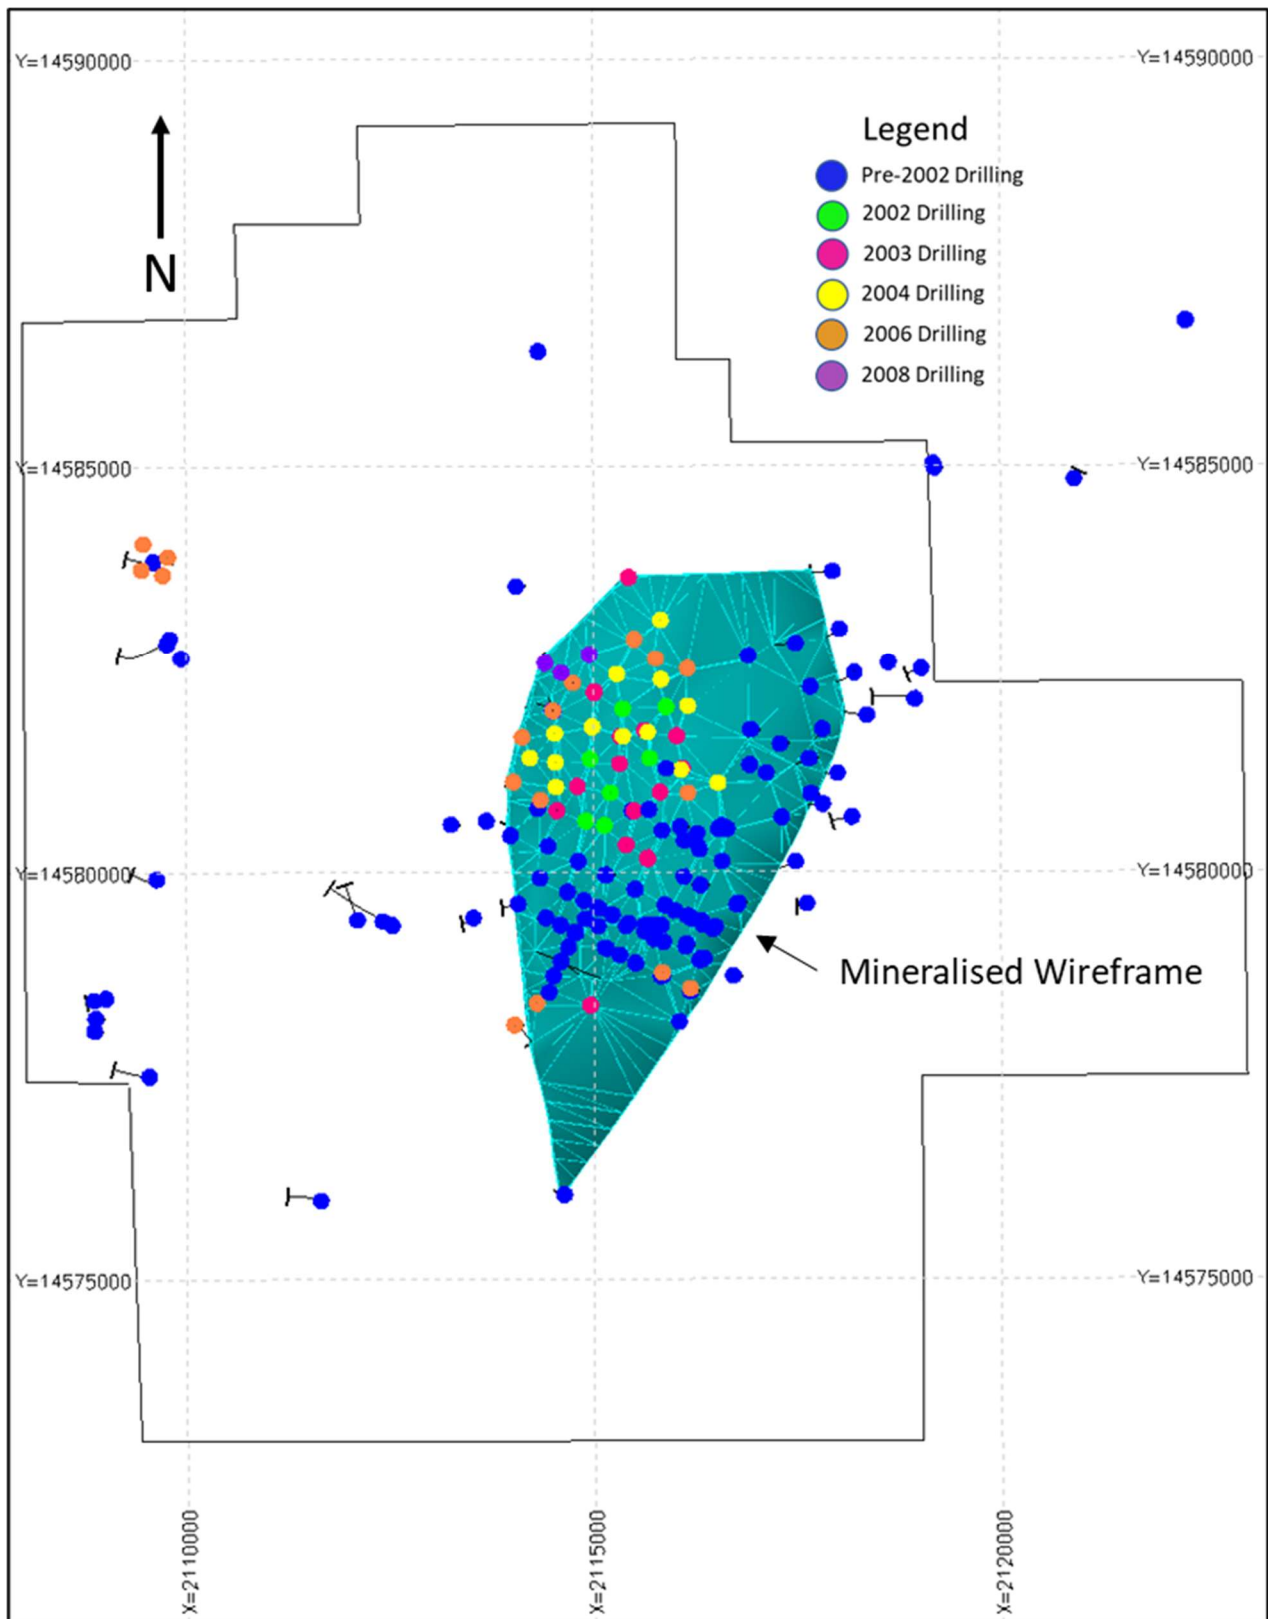 Y=14590000
Y=14590000
Legend
Pre-2002 Drilling
2002 Drilling
2003 Drilling
2004 Drilling
2006 Drilling
2008 Drilling
N
Y=14585000
Y=14585000
Y=14580000
Y=14580000
Mineralised Wireframe
Y=14575000
Y=14575000
X=2110000
X=2115000
X=2120000